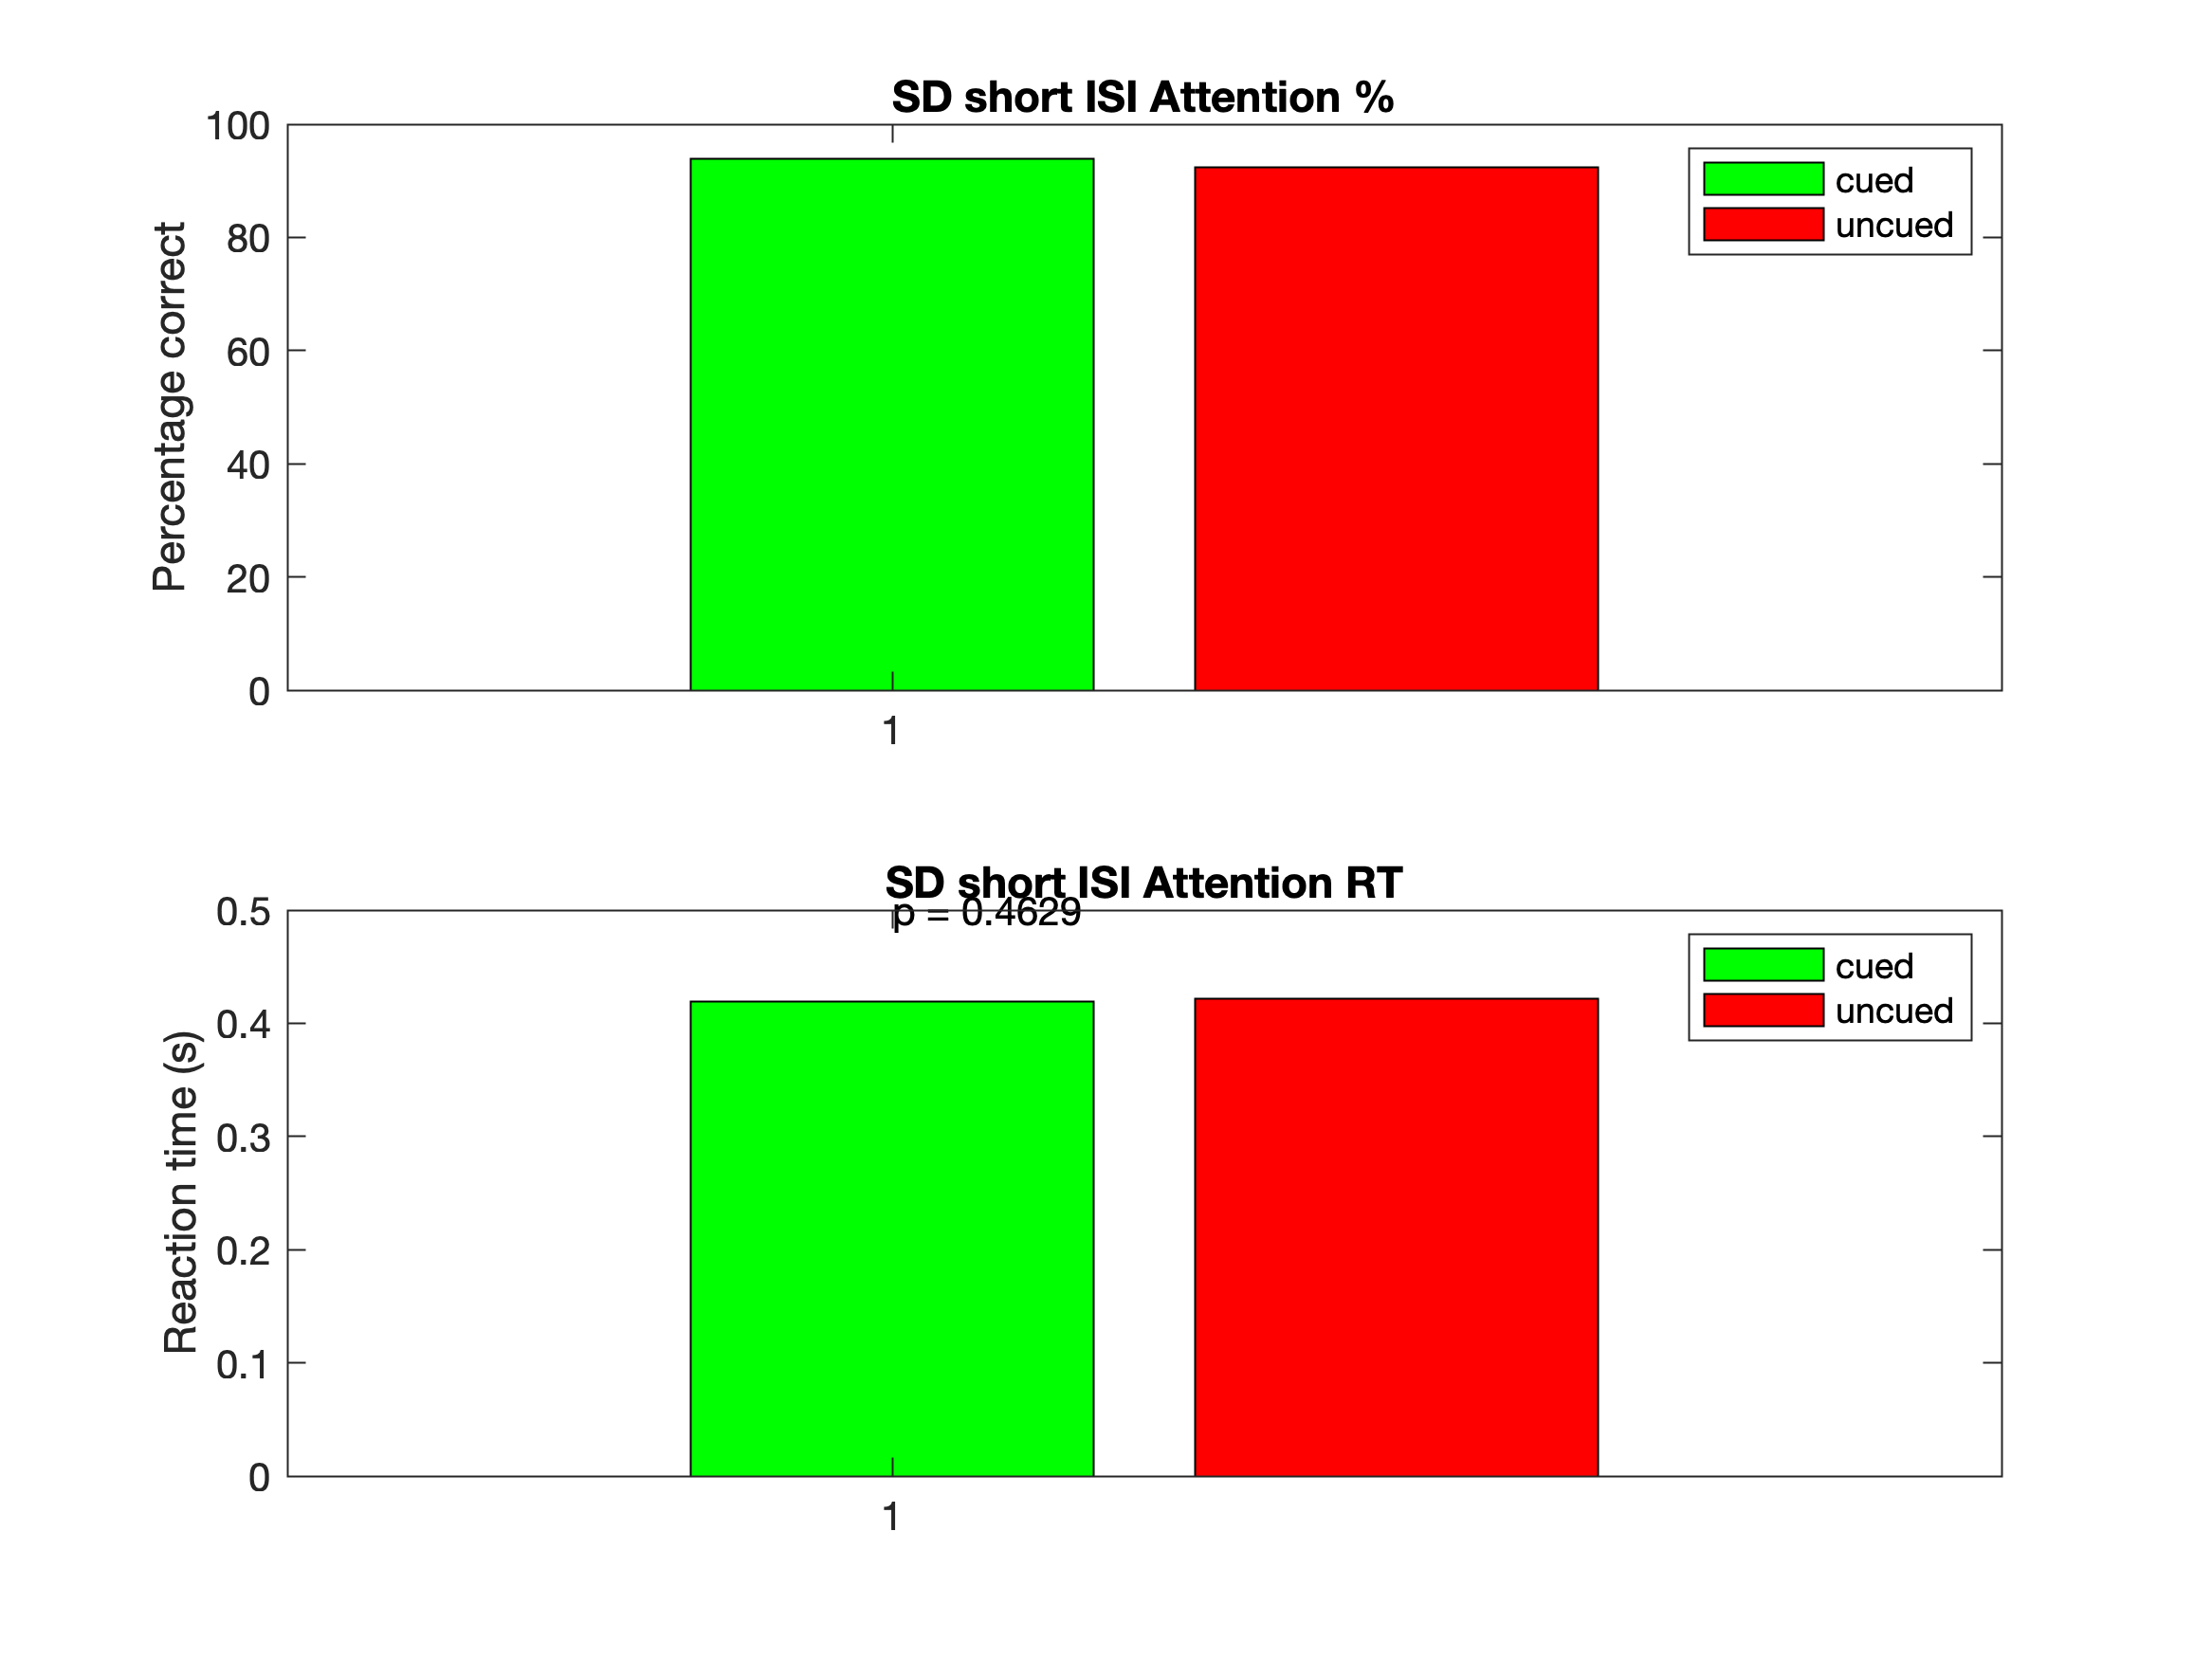 SD short ISI Attention %
Percentage correct
100
80
60
40
20
0
1
cued
uncued
SD short ISI Attention RT
p = 0.4629
Reaction time (s)
0.5
0.4
0.3
0.2
0.1
0
1
cued
uncued